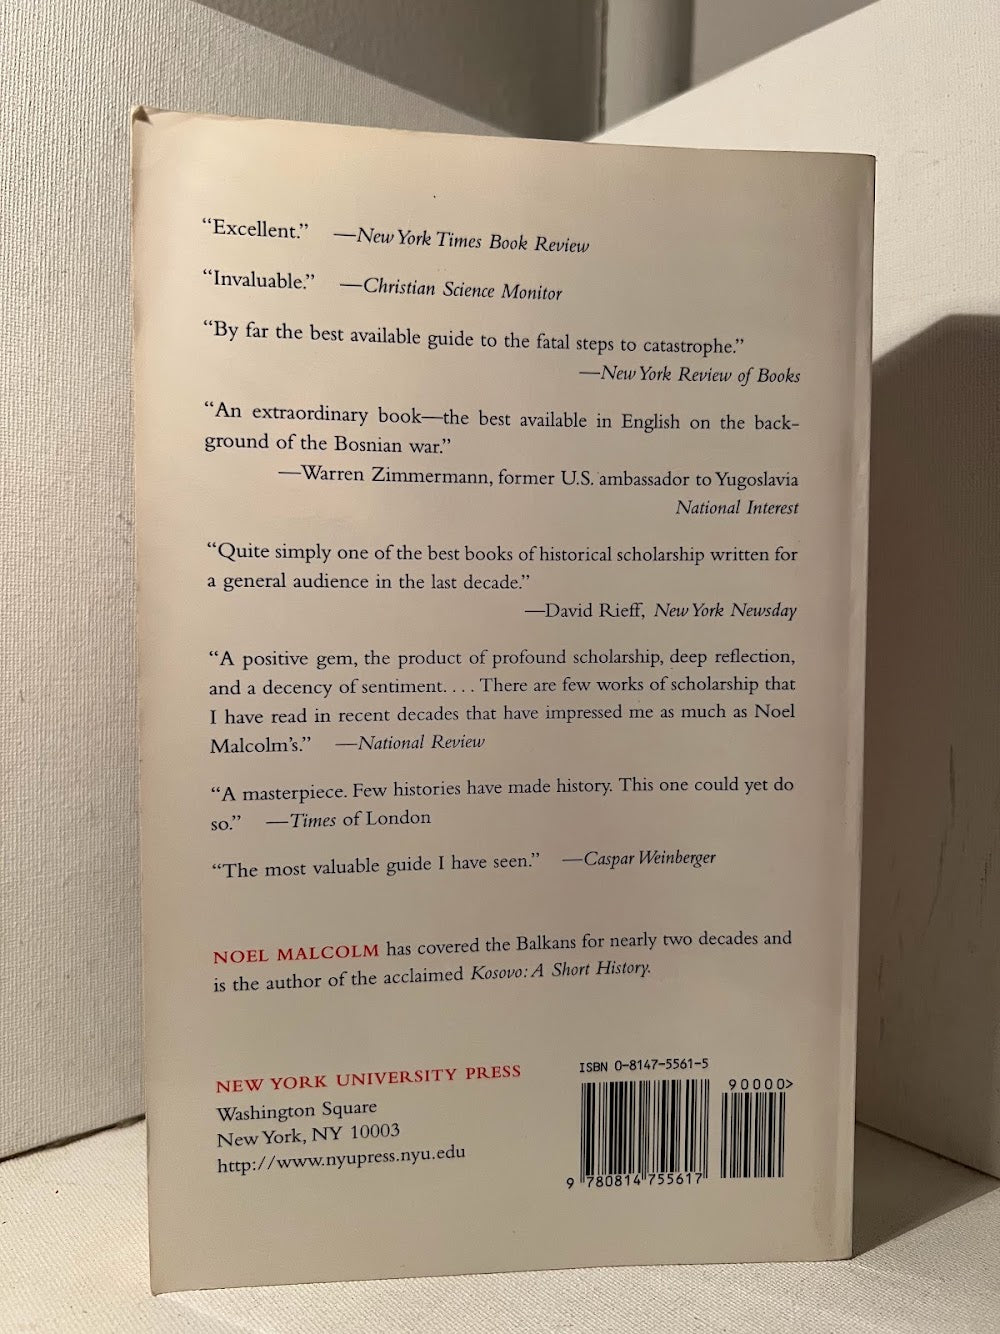 “Excellent.” —New York Times Book Review
“Invaluable.” —Christian Science Monitor
“By far the best available guide to the fatal steps to catastrophe.”
—New York Review of Books
“An extraordinary book—the best available in English on the back-
ground of the Bosnian war.”
—Warren Zimmermann, former U.S. ambassador to Yugoslavia
National Interest
“Quite simply one of the best books of historical scholarship written for
a general audience in the last decade.”
—David Rieff, New York Newsday
“A positive gem, the product of profound scholarship, deep reflection,
and a decency of sentiment. . . . There are few works of scholarship that
I have read in recent decades that have impressed me as much as Noel
Malcolm’s.” —National Review
“A masterpiece. Few histories have made history. This one could yet do
so.” —Times of London
“The most valuable guide I have seen.” —Caspar Weinberger
NOEL MALCOLM has covered the Balkans for nearly two decades and
is the author of the acclaimed Kosovo: A Short History.
NEW YORK UNIVERSITY PRESS
Washington Square
New York, NY 10003
http://www.nyupress.nyu.edu
ISBN 0-8147-5561-5
90000>
9 780814 755617